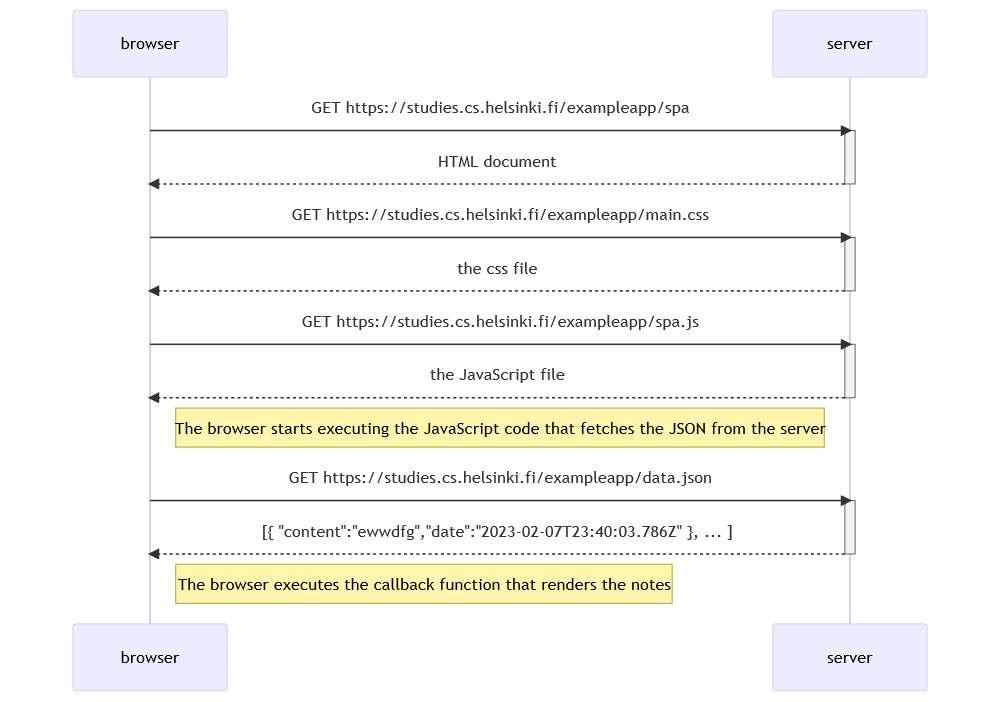 browser
server
GET https://studies.cs.helsinki.fi/exampleapp/spa
HTML document
GET https://studies.cs.helsinki.fi/exampleapp/main.css
the css file
GET https://studies.cs.helsinki.fi/exampleapp/spa.js
the JavaScript file
The browser starts executing the JavaScript code that fetches the JSON from the server
GET https://studies.cs.helsinki.fi/exampleapp/data.json
[{ "content":"ewwdfg","date":"2023-02-07T23:40:03.786Z" }, ... ]
The browser executes the callback function that renders the notes
browser
server